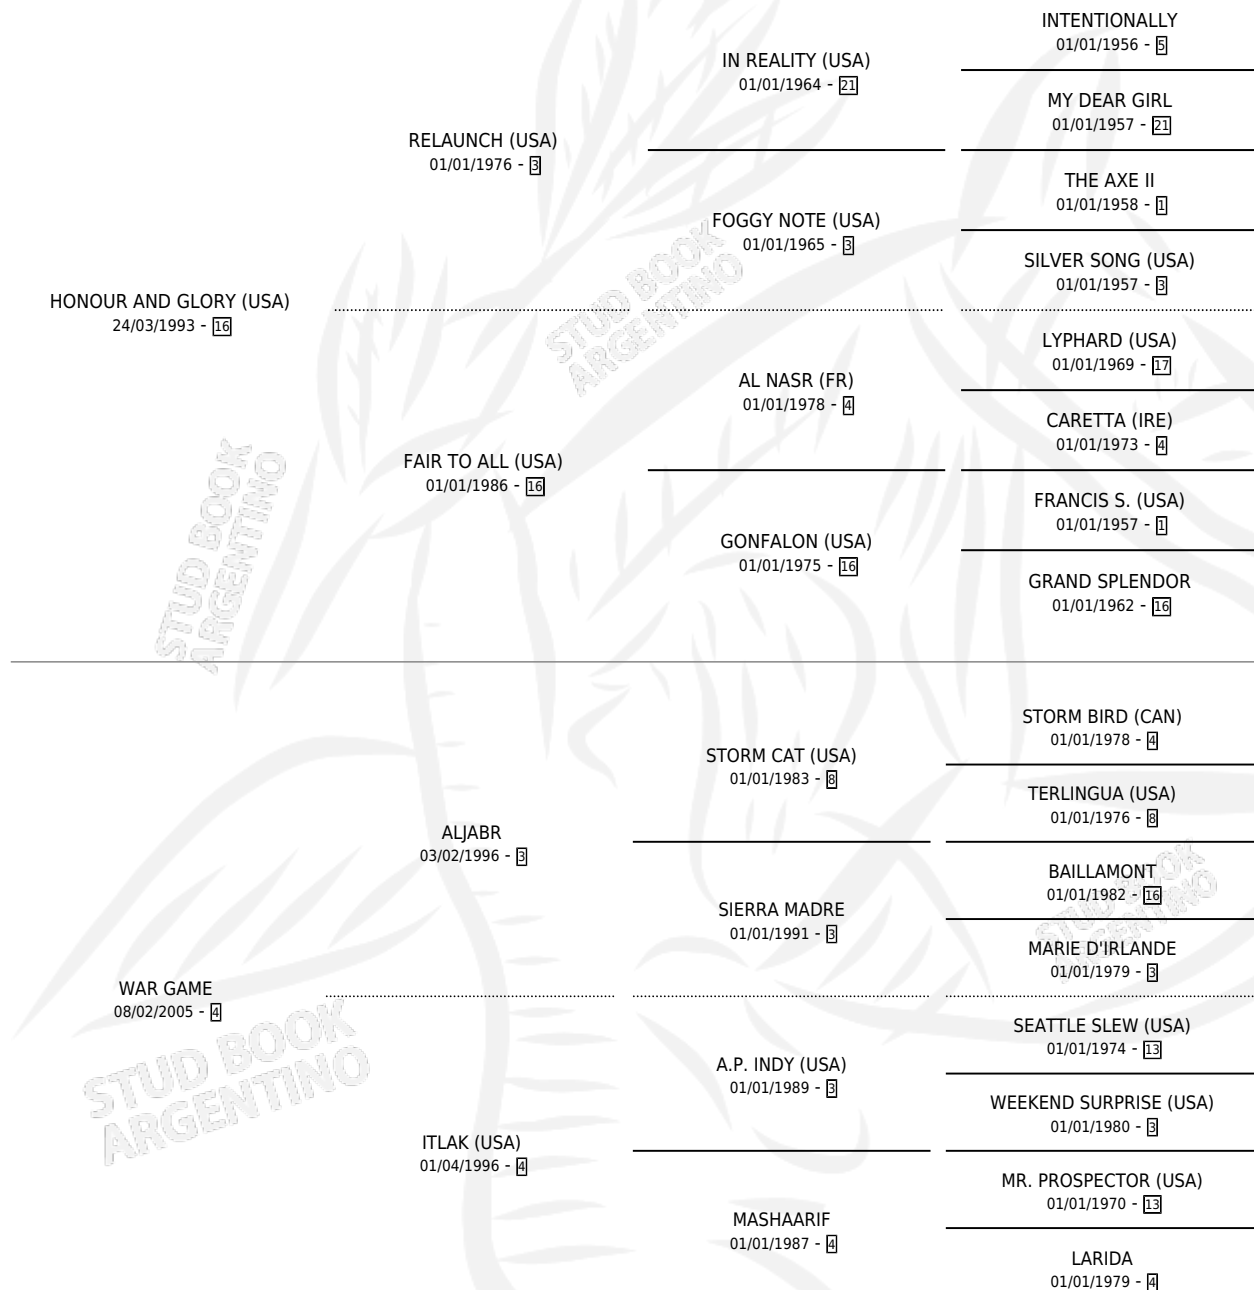 INTENTIONALLY
01/01/1956 - 5
IN REALITY (USA)
01/01/1964 - 21
MY DEAR GIRL
01/01/1957 - 21
RELAUNCH (USA)
01/01/1976 - 3
THE AXE II
01/01/1958 - 1
FOGGY NOTE (USA)
01/01/1965 - 3
SILVER SONG (USA)
01/01/1957 - 3
HONOUR AND GLORY (USA)
24/03/1993 - 16
LYPHARD (USA)
01/01/1969 - 17
AL NASR (FR)
01/01/1978 - 4
CARETTA (IRE)
01/01/1973 - 4
FAIR TO ALL (USA)
01/01/1986 - 16
FRANCIS S. (USA)
01/01/1957 - 1
GONFALON (USA)
01/01/1975 - 16
GRAND SPLENDOR
01/01/1962 - 16
STORM BIRD (CAN)
01/01/1978 - 4
STORM CAT (USA)
01/01/1983 - 8
TERLINGUA (USA)
01/01/1976 - 8
ALJABR
03/02/1996 - 3
BAILLAMONT
01/01/1982 - 16
SIERRA MADRE
01/01/1991 - 3
MARIE D'IRLANDE
01/01/1979 - 3
WAR GAME
08/02/2005 - 4
SEATTLE SLEW (USA)
01/01/1974 - 13
A.P. INDY (USA)
01/01/1989 - 3
WEEKEND SURPRISE (USA)
01/01/1980 - 3
ITLAK (USA)
01/04/1996 - 4
MR. PROSPECTOR (USA)
01/01/1970 - 13
MASHAARIF
01/01/1987 - 4
LARIDA
01/01/1979 - 4
STUD BOOK
ARGENTINO
STUD BOOK
ARGENTINO
STUD BOOK
ARGENTINO
STUD BOOK
ARGENTINO